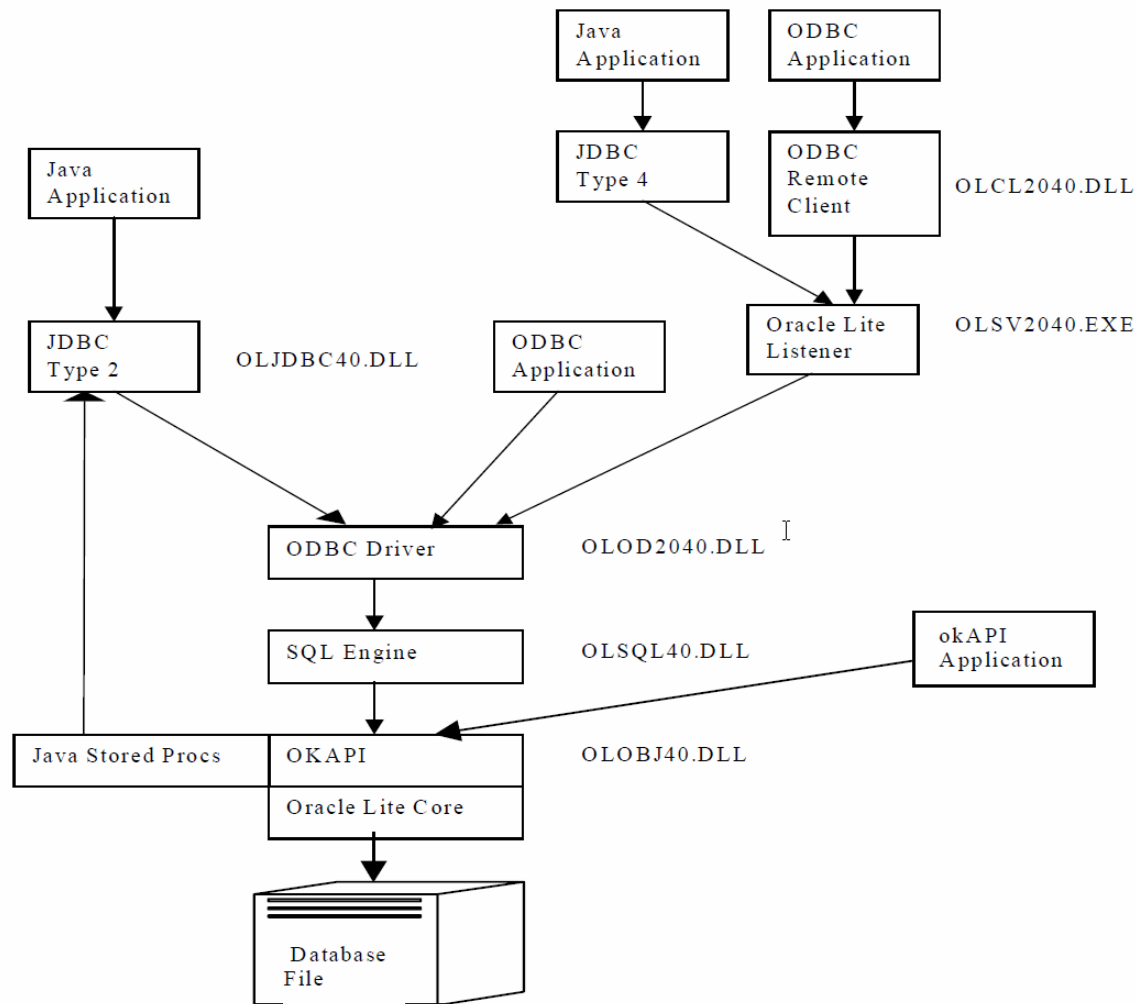 Java
Application
ODBC
Application
JDBC
Type 4
ODBC
Remote
Client
OLCL2040.DLL
Java
Application
JDBC
Type 2
OLJDBC40.DLL
ODBC
Application
Oracle Lite
Listener
OLSV2040.EXE
ODBC Driver
OLOD2040.DLL
SQL Engine
OLSQL40.DLL
okAPI
Application
Java Stored Procs
OKAPI
OLOBJ40.DLL
Oracle Lite Core
Database
File